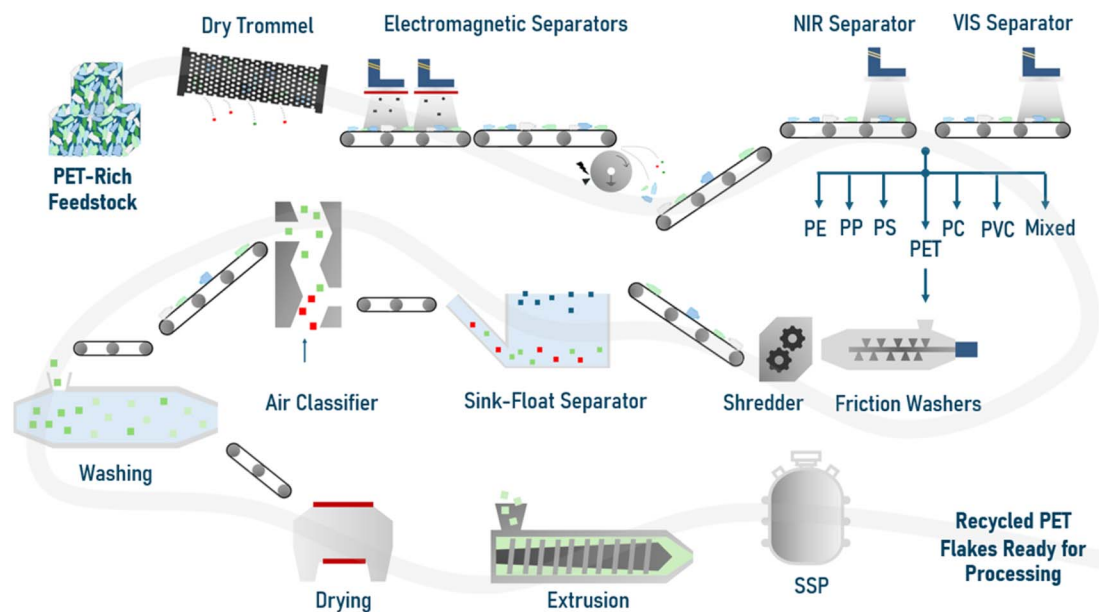 Dry Trommel
Electromagnetic Separators
NIR Separator
VIS Separator
PET-Rich
Feedstock
PE
PP
PS
PET
PC
PVC
Mixed
Air Classifier
Sink-Float Separator
Shredder
Friction Washers
Washing
Drying
Extrusion
SSP
Recycled PET
Flakes Ready for
Processing